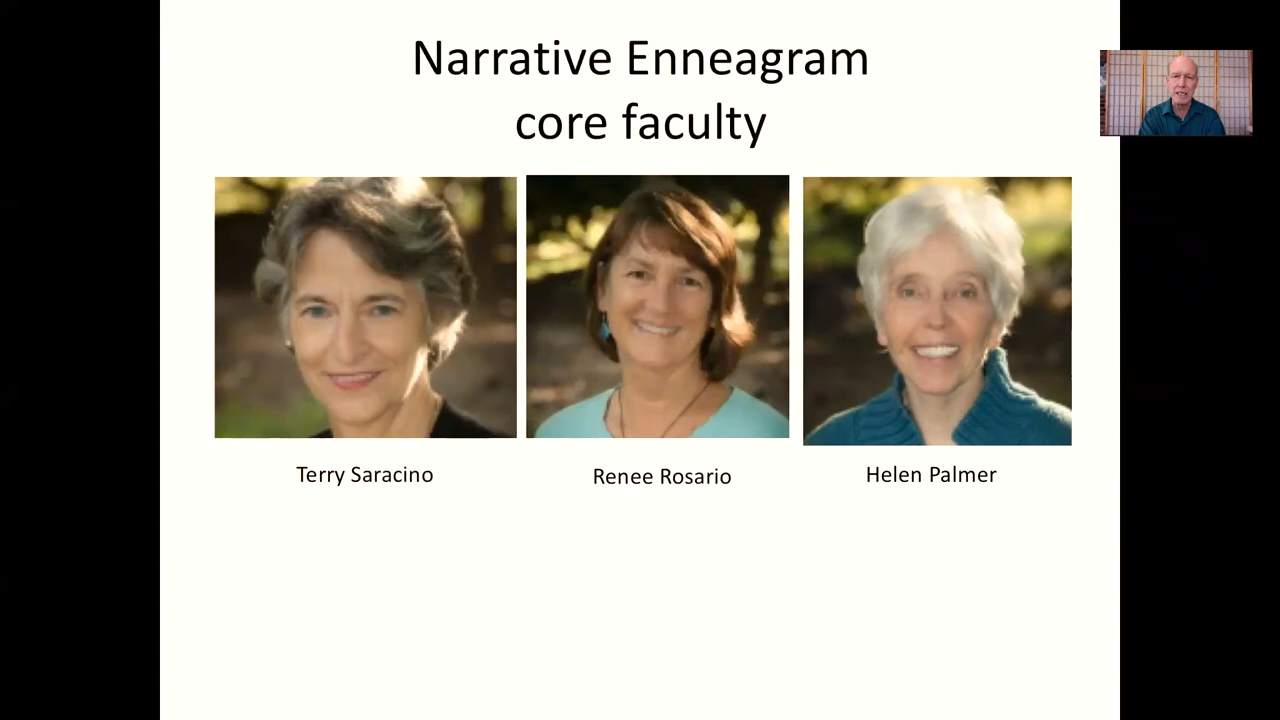 Narrative Enneagram
core faculty
Terry Saracino
Renee Rosario
Helen Palmer